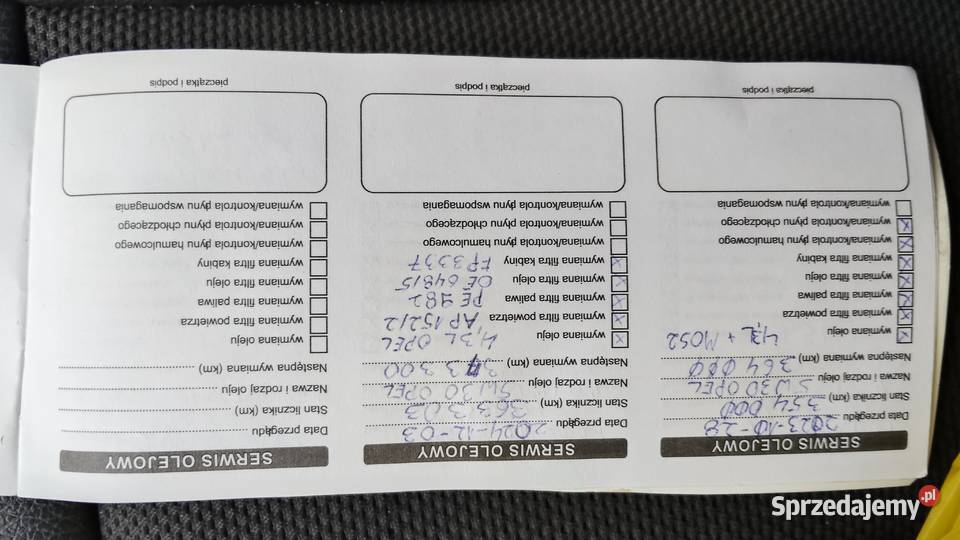 SERWIS OLEJOWY
Data przeglądu 2023-10-28
Stan licznika (km) 354 000
Nazwa i rodzaj oleju 5W30 OPEL
Następna wymiana (km) 364 000
wymiana oleju + MOS2
wymiana filtra powietrza
wymiana filtra paliwa
wymiana filtra oleju
wymiana filtra kabiny
wymiana/kontrola płynu hamulcowego
wymiana/kontrola płynu chłodzącego
wymiana/kontrola płynu wspomagania
pieczątka i podpis
SERWIS OLEJOWY
Data przeglądu 2024-12-03
Stan licznika (km) 363 303
Nazwa i rodzaj oleju 5W30 OPEL
Następna wymiana (km) 373 300
wymiana oleju 4,3L OPEL
wymiana filtra powietrza AP 152/2
wymiana filtra paliwa PE 982
wymiana filtra oleju OE 648/5
wymiana filtra kabiny
wymiana/kontrola płynu hamulcowego
wymiana/kontrola płynu chłodzącego
wymiana/kontrola płynu wspomagania
pieczątka i podpis
SERWIS OLEJOWY
Data przeglądu
Stan licznika (km)
Nazwa i rodzaj oleju
Następna wymiana (km)
wymiana oleju
wymiana filtra powietrza
wymiana filtra paliwa
wymiana filtra oleju
wymiana filtra kabiny
wymiana/kontrola płynu hamulcowego
wymiana/kontrola płynu chłodzącego
wymiana/kontrola płynu wspomagania
pieczątka i podpis
Sprzedajemy.pl